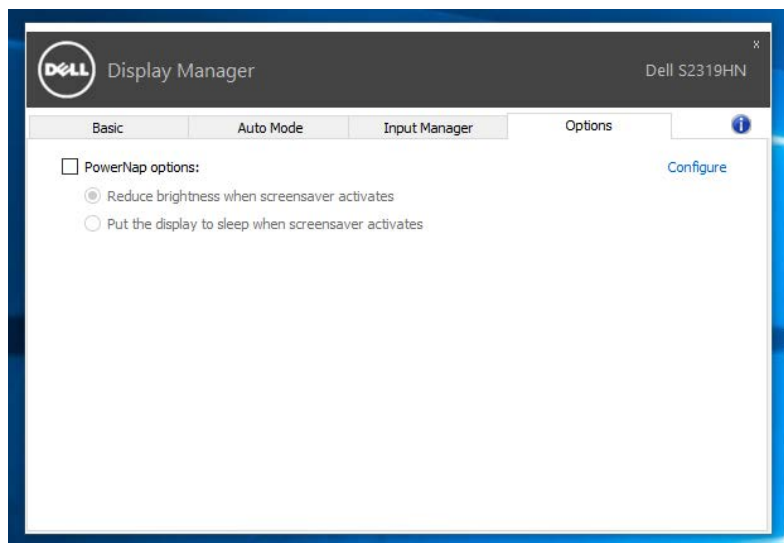 x
DELL Display Manager Dell S2319HN
Basic Auto Mode Input Manager Options i
PowerNap options: Configure
Reduce brightness when screensaver activates
Put the display to sleep when screensaver activates